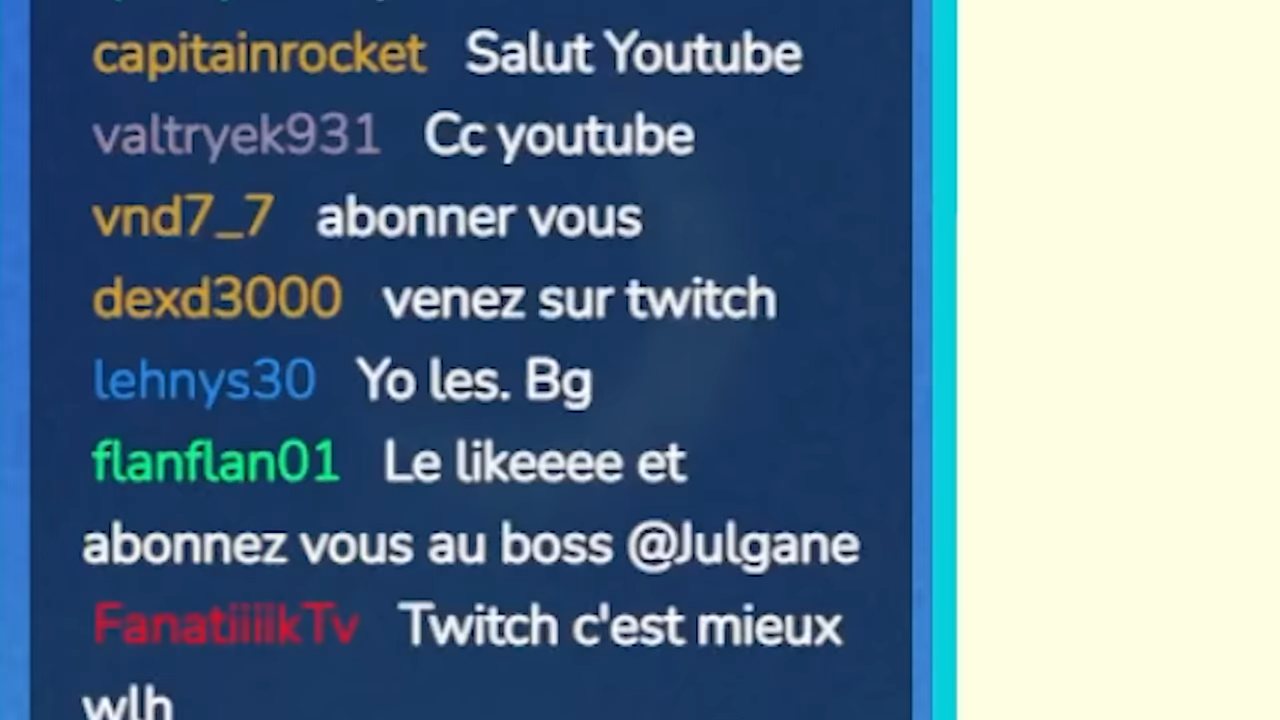 capitainrocket Salut Youtube
valtryek931 Cc youtube
vnd7_7 abonner vous
dexd3000 venez sur twitch
lehnys30 Yo les. Bg
flanflan01 Le likeeee et
abonnez vous au boss @Julgane
FanatiiiikTv Twitch c'est mieux
wlh